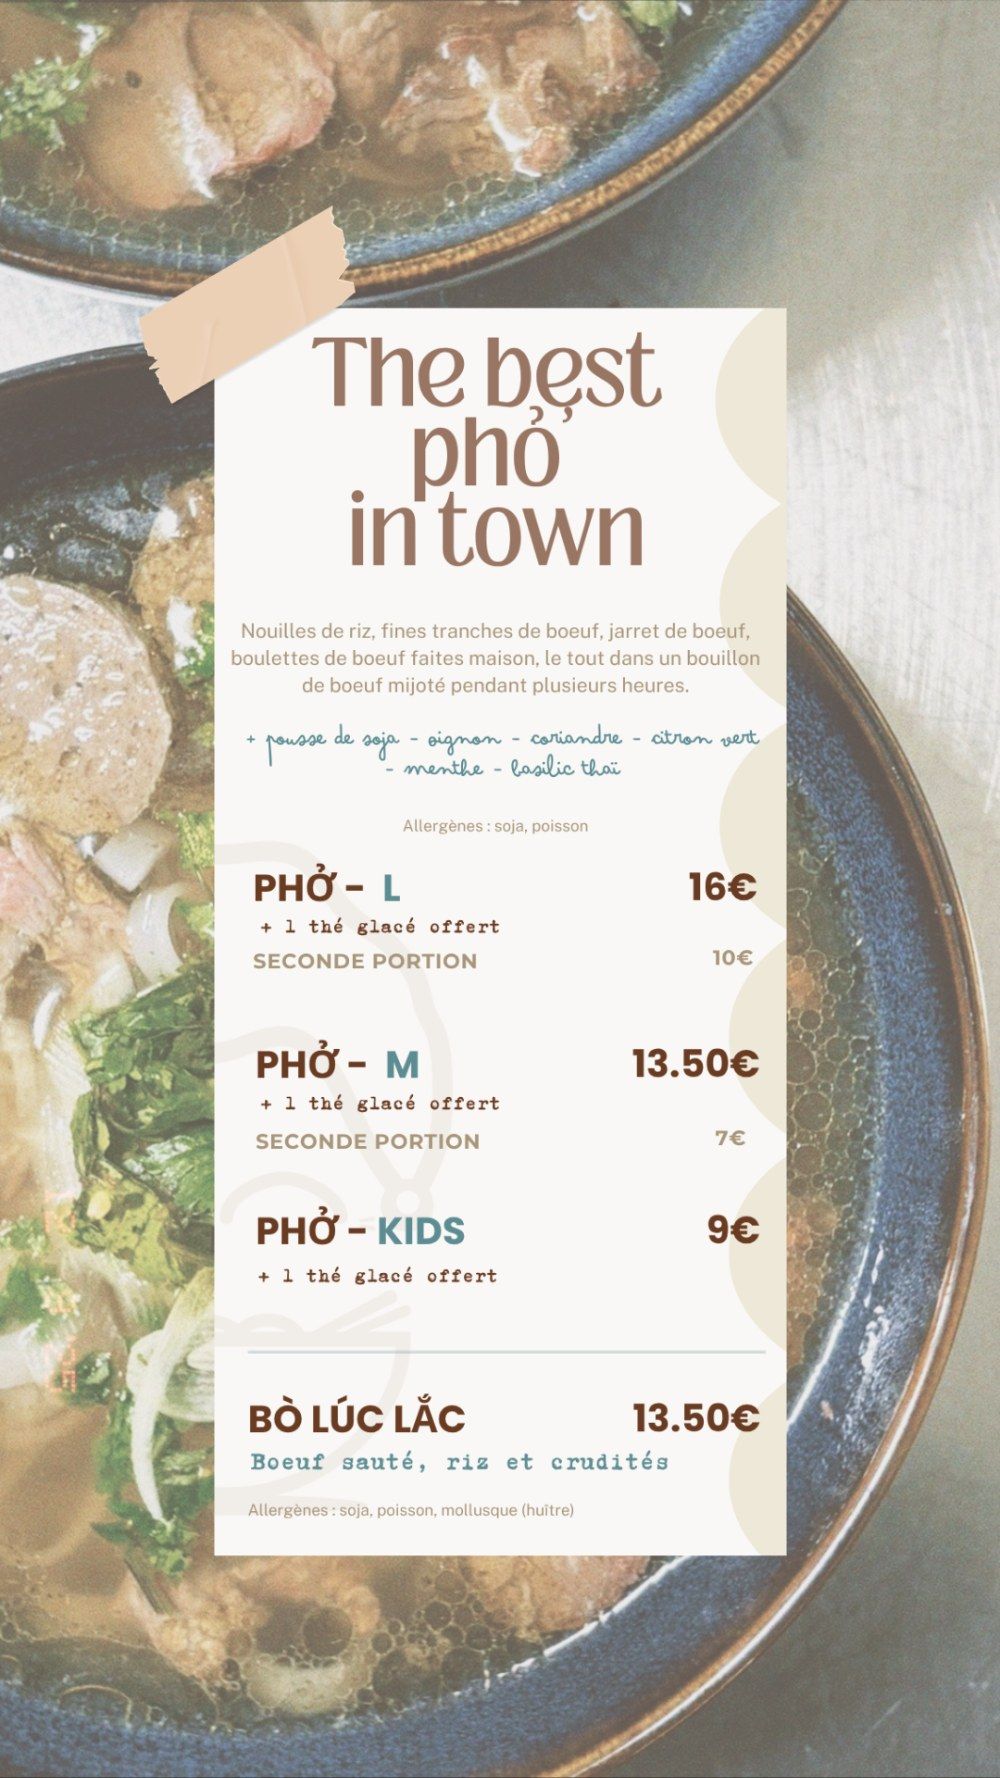 The bẹst
phở
in town
Nouilles de riz, fines tranches de boeuf, jarret de boeuf,
boulettes de boeuf faites maison, le tout dans un bouillon
de boeuf mijoté pendant plusieurs heures.
+ pousse de soja - oignon - coriandre - citron vert
- menthe - basilic thaï
Allergènes : soja, poisson
PHỞ - L 16€
+ 1 thé glacé offert
SECONDE PORTION 10€
PHỞ - M 13.50€
+ 1 thé glacé offert
SECONDE PORTION 7€
PHỞ - KIDS 9€
+ 1 thé glacé offert
BÒ LÚC LẮC 13.50€
Boeuf sauté, riz et crudités
Allergènes : soja, poisson, mollusque (huître)